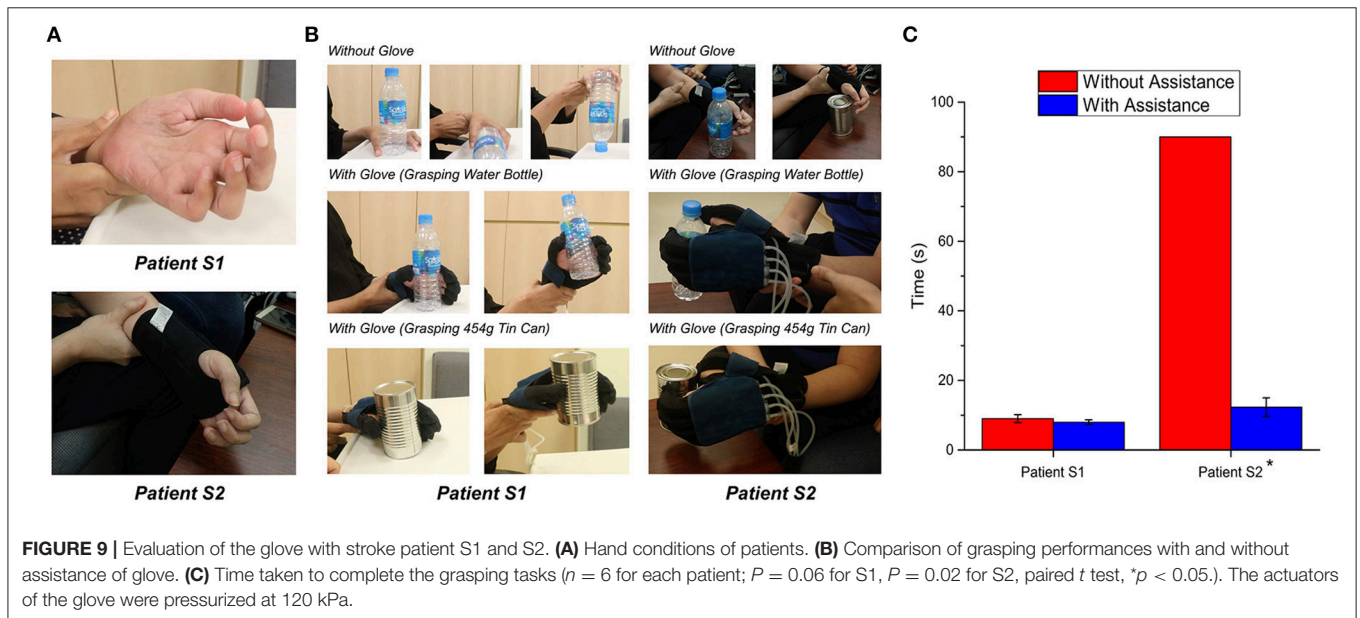 A
B
C
Without Glove
Without Glove
With Glove (Grasping Water Bottle)
With Glove (Grasping Water Bottle)
With Glove (Grasping 454g Tin Can)
With Glove (Grasping 454g Tin Can)
Patient S1
Patient S2
Patient S1
Patient S2
Without Assistance
With Assistance
Time (s)
100
80
60
40
20
0
Patient S1
Patient S2 *
FIGURE 9 | Evaluation of the glove with stroke patient S1 and S2. (A) Hand conditions of patients. (B) Comparison of grasping performances with and without
assistance of glove. (C) Time taken to complete the grasping tasks (n = 6 for each patient; P = 0.06 for S1, P = 0.02 for S2, paired t test, *p < 0.05.). The actuators
of the glove were pressurized at 120 kPa.